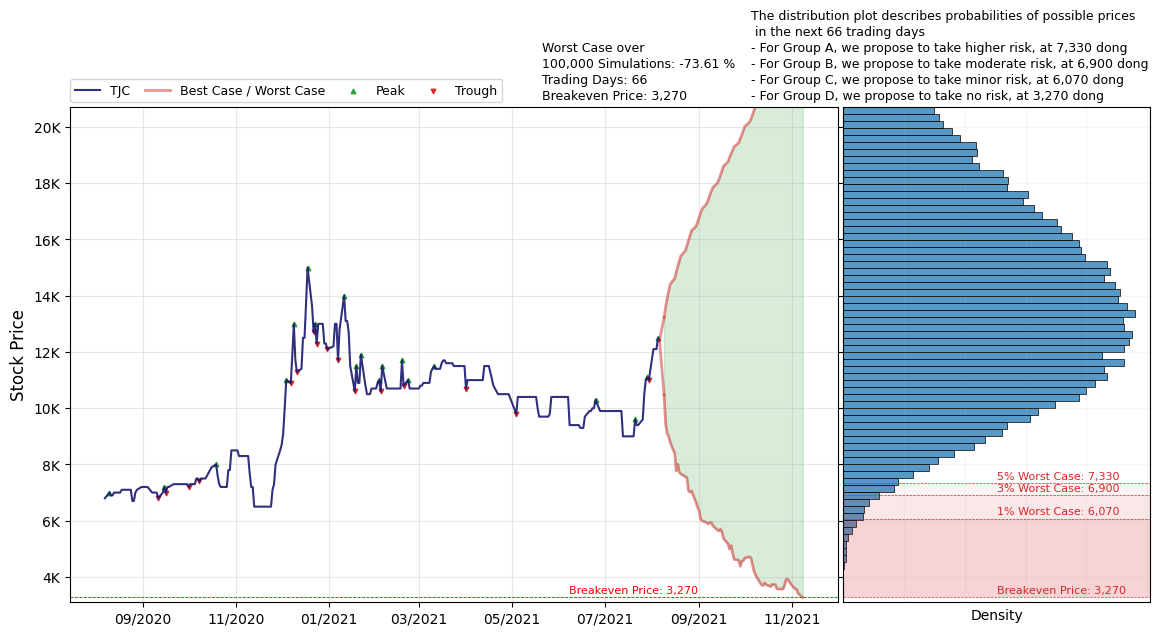 The distribution plot describes probabilities of possible prices
in the next 66 trading days
- For Group A, we propose to take higher risk, at 7,330 dong
- For Group B, we propose to take moderate risk, at 6,900 dong
- For Group C, we propose to take minor risk, at 6,070 dong
- For Group D, we propose to take no risk, at 3,270 dong
Worst Case over
100,000 Simulations: -73.61 %
Trading Days: 66
Breakeven Price: 3,270
TJC
Best Case / Worst Case
Peak
Trough
Stock Price
20K
18K
16K
14K
12K
10K
8K
6K
4K
Breakeven Price: 3,270
09/2020
11/2020
01/2021
03/2021
05/2021
07/2021
09/2021
11/2021
5% Worst Case: 7,330
3% Worst Case: 6,900
1% Worst Case: 6,070
Breakeven Price: 3,270
Density